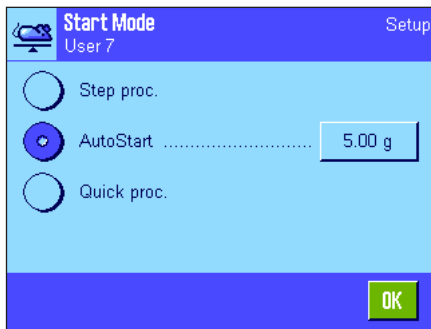 Start Mode Setup
User 7
Step proc.
AutoStart ............................ 5.00 g
Quick proc.
OK